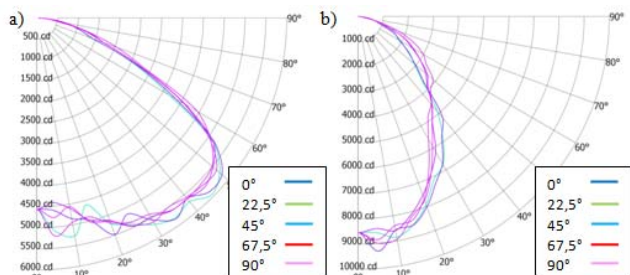 a)
90°
500 cd
1000 cd
1500 cd
2000 cd
2500 cd
3000 cd
3500 cd
4000 cd
4500 cd
5000 cd
5500 cd
6000 cd
80°
70°
60°
40°
30°
20°
10°
0°
22,5°
45°
67,5°
90°
b)
90°
1000 cd
2000 cd
3000 cd
4000 cd
5000 cd
6000 cd
7000 cd
8000 cd
9000 cd
10000 cd
80°
70°
60°
40°
30°
20°
10°
0°
22,5°
45°
67,5°
90°